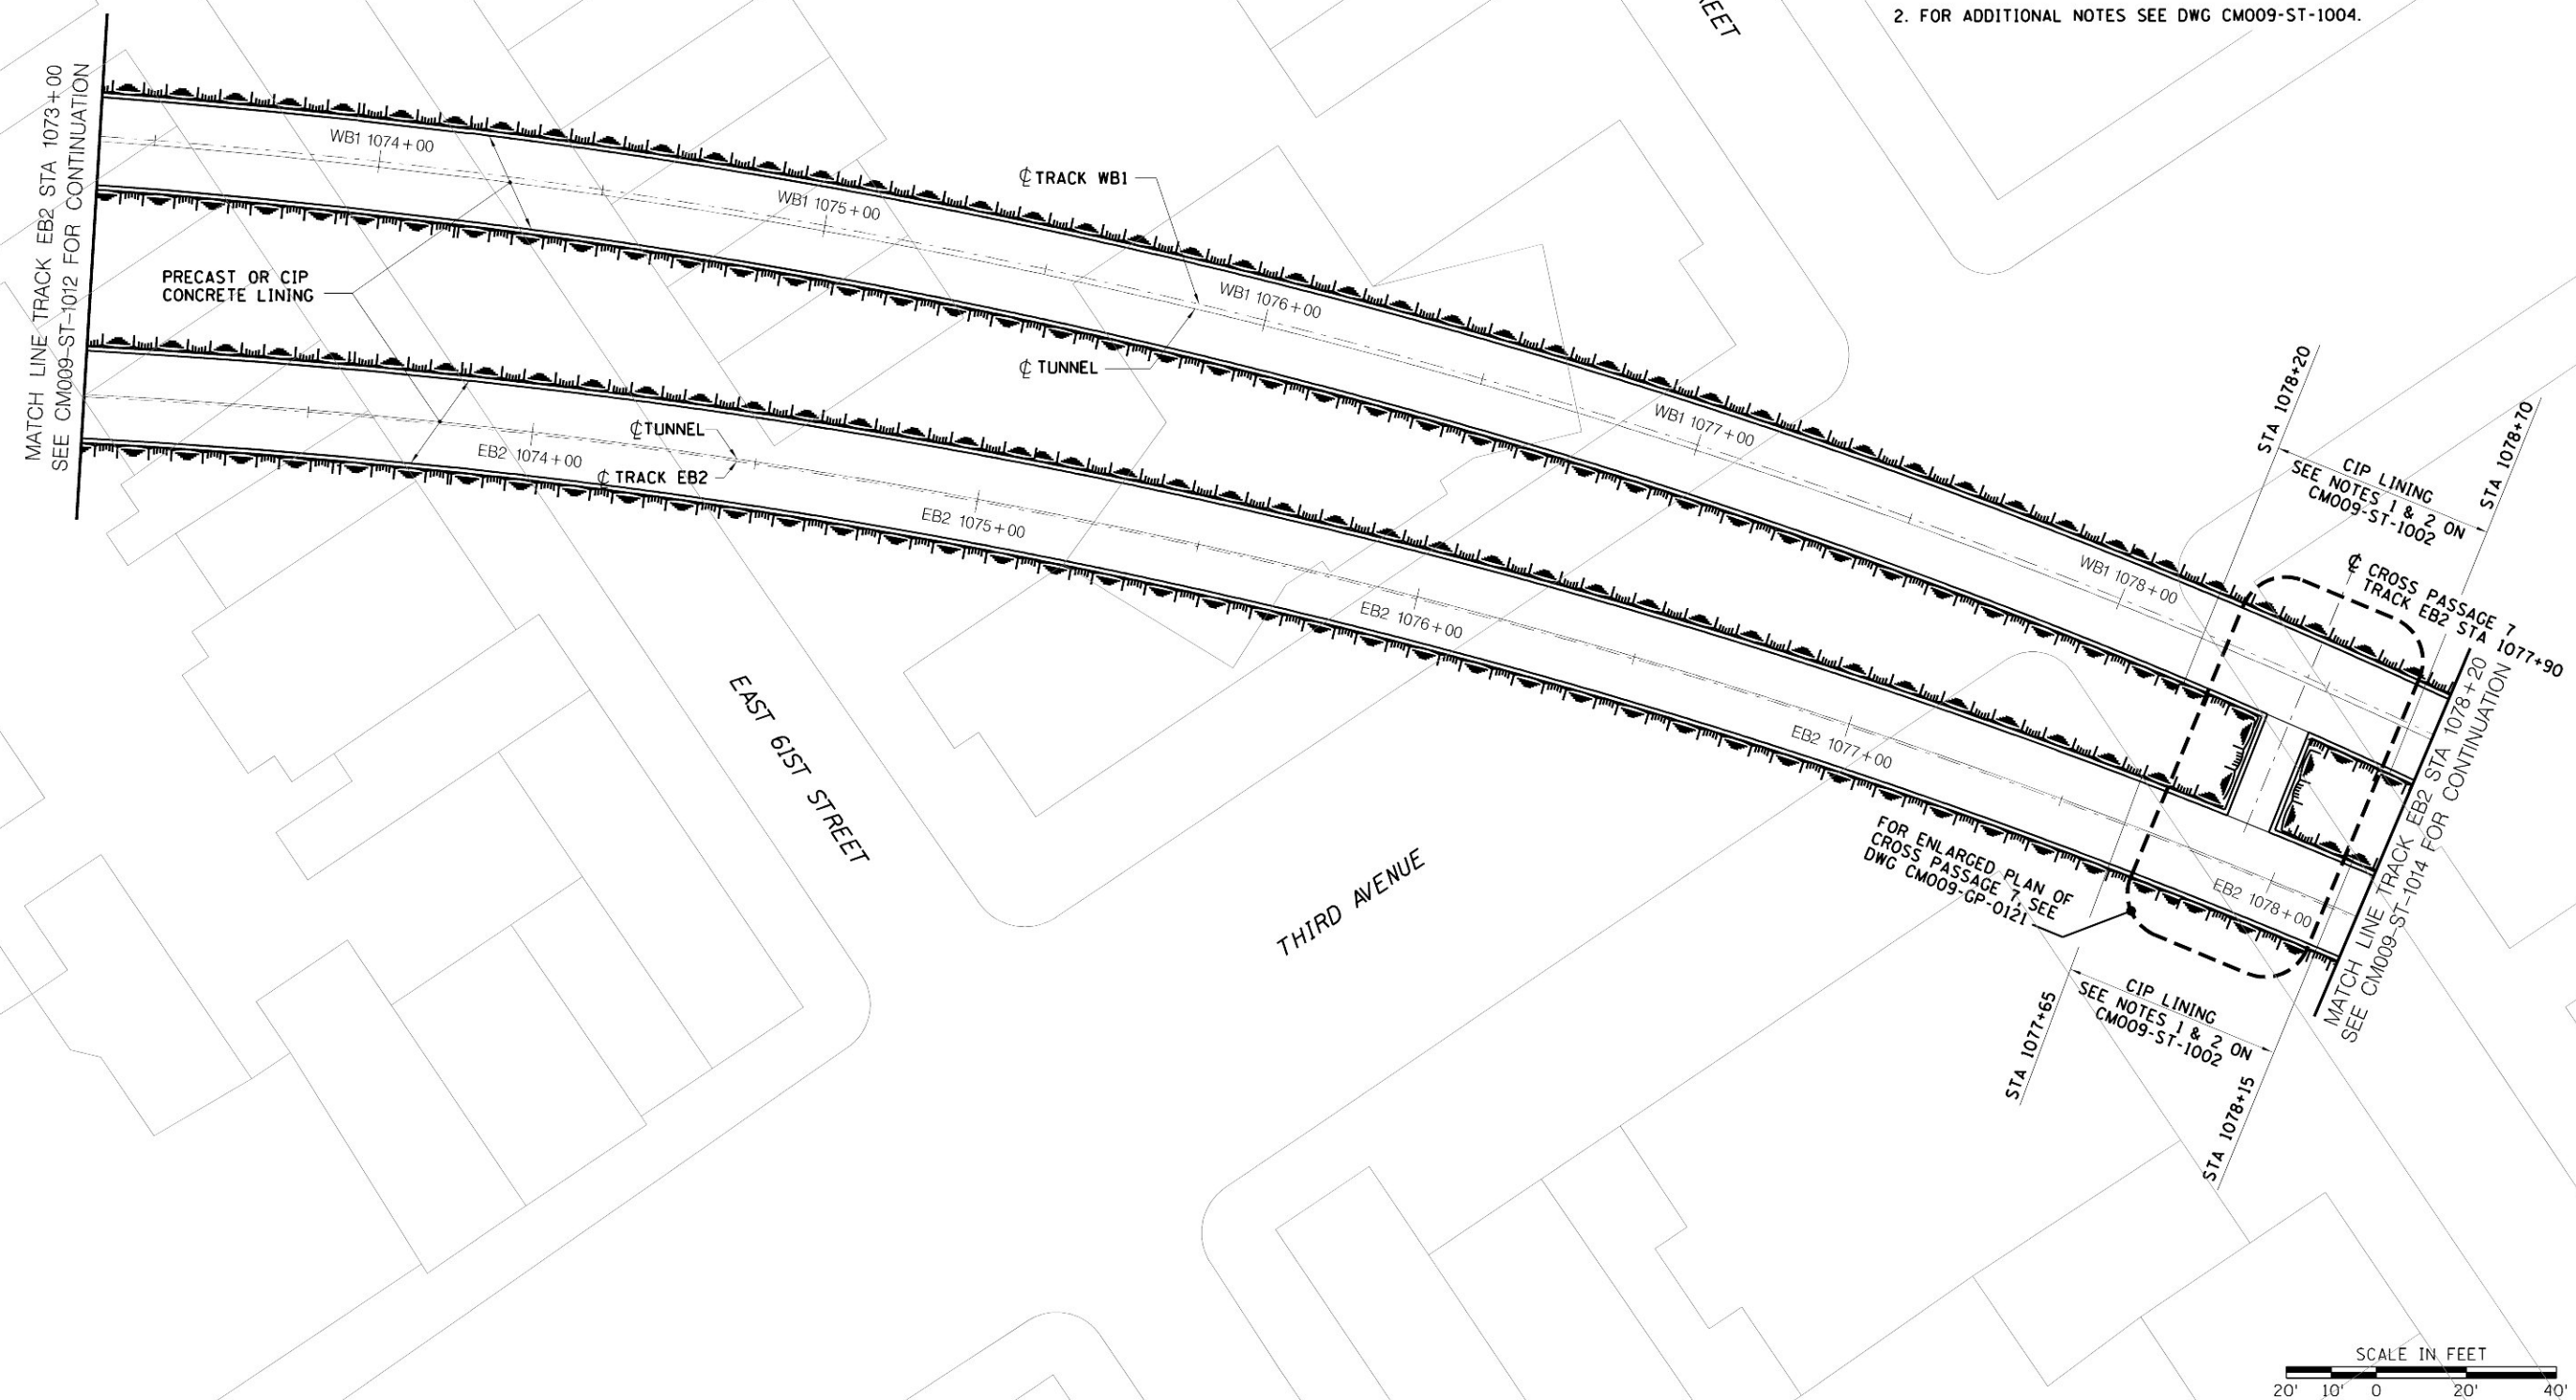 2. FOR ADDITIONAL NOTES SEE DWG CM009-ST-1004.
EET
MATCH LINE TRACK EB2 STA 1073+00
SEE CM009-ST-1012 FOR CONTINUATION
WB1 1074+00
WB1 1075+00
℄ TRACK WB1
WB1 1076+00
℄ TUNNEL
WB1 1077+00
WB1 1078+00
PRECAST OR CIP
CONCRETE LINING
℄ TUNNEL
℄ TRACK EB2
EB2 1074+00
EB2 1075+00
EB2 1076+00
EB2 1077+00
EB2 1078+00
STA 1078+20
STA 1078+70
CIP LINING
SEE NOTES 1 & 2 ON
CM009-ST-1002
℄ CROSS PASSAGE 7
TRACK EB2 STA 1077+90
MATCH LINE TRACK EB2 STA 1078+20
SEE CM009-ST-1014 FOR CONTINUATION
FOR ENLARGED PLAN OF
CROSS PASSAGE 7, SEE
DWG CM009-GP-0121
EAST 61ST STREET
THIRD AVENUE
STA 1077+65
CIP LINING
SEE NOTES 1 & 2 ON
CM009-ST-1002
STA 1078+15
SCALE IN FEET
20' 10' 0 20' 40'